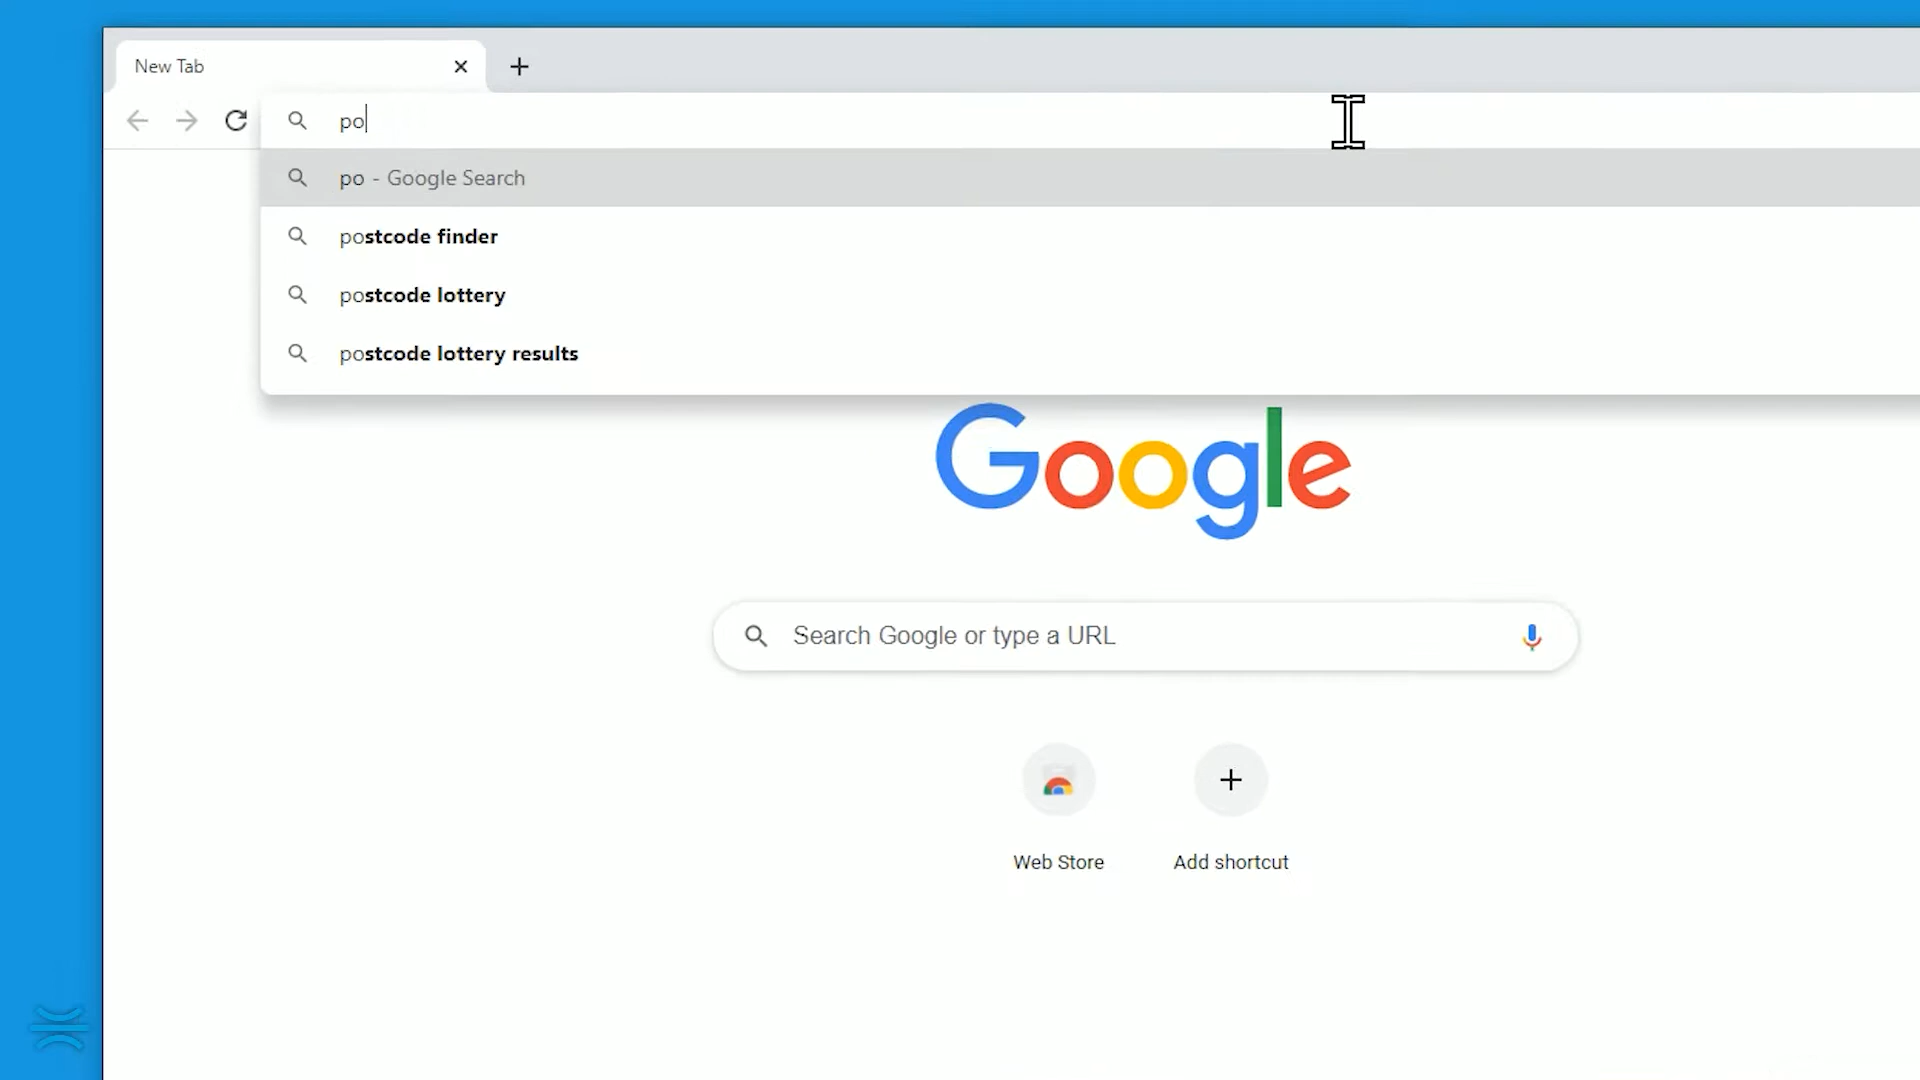 New Tab
po
po - Google Search
postcode finder
postcode lottery
postcode lottery results
Google
Search Google or type a URL
Web Store
Add shortcut